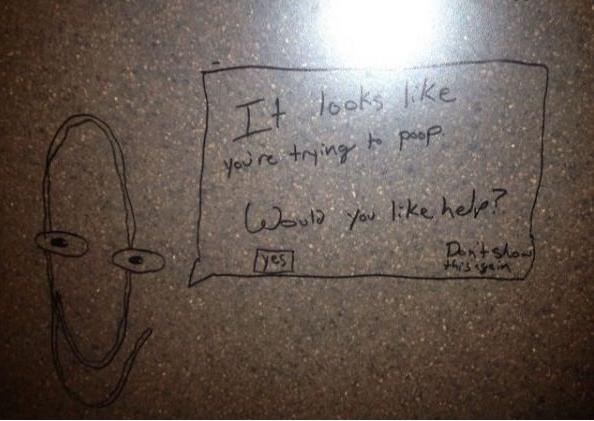 It looks like
you're trying to poop.
Would you like help?
yes
Don't show
this again